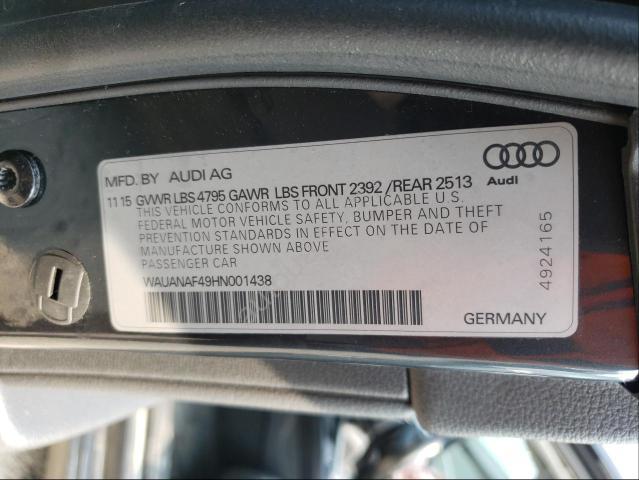 MFD. BY AUDI AG
11 15 GVWR LBS 4795 GAWR LBS FRONT 2392 /REAR 2513
THIS VEHICLE CONFORMS TO ALL APPLICABLE U.S.
FEDERAL MOTOR VEHICLE SAFETY, BUMPER AND THEFT
PREVENTION STANDARDS IN EFFECT ON THE DATE OF
MANUFACTURE SHOWN ABOVE
PASSENGER CAR
WAUANAF49HN001438
Audi
4924165
GERMANY